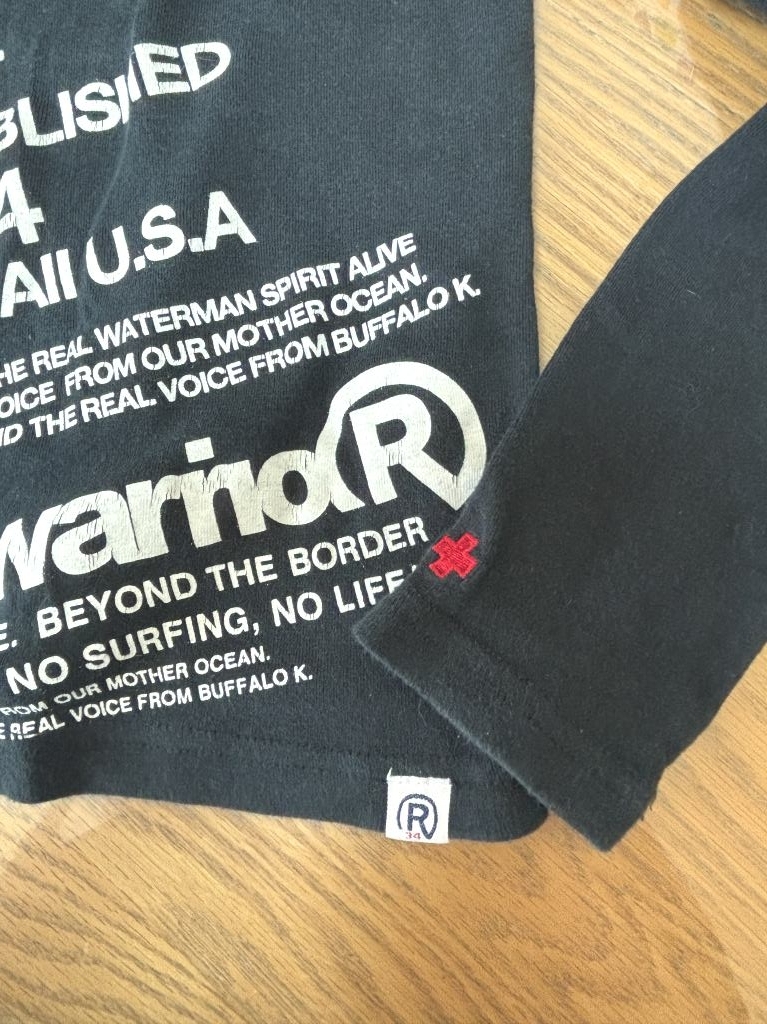 BLISHED
4
AII U.S.A
HE REAL WATERMAN SPIRIT ALIVE
OICE FROM OUR MOTHER OCEAN.
ND THE REAL. VOICE FROM BUFFALO K.
warrioR
E. BEYOND THE BORDER
NO SURFING, NO LIFE!
ROM OUR MOTHER OCEAN.
E REAL VOICE FROM BUFFALO K.
R
34